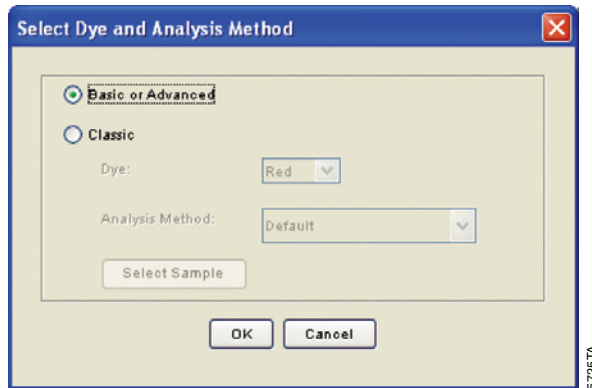 Select Dye and Analysis Method
Basic or Advanced
Classic
Dye: Red
Analysis Method: Default
Select Sample
OK Cancel